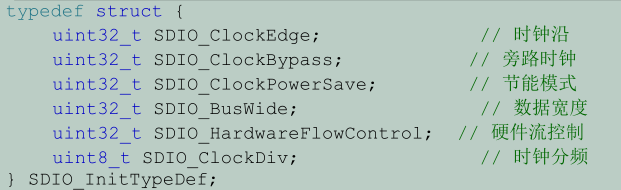 typedef struct {
    uint32_t SDIO_ClockEdge;                // 时钟沿
    uint32_t SDIO_ClockBypass;             // 旁路时钟
    uint32_t SDIO_ClockPowerSave;          // 节能模式
    uint32_t SDIO_BusWide;                  // 数据宽度
    uint32_t SDIO_HardwareFlowControl;  // 硬件流控制
    uint8_t SDIO_ClockDiv;                  // 时钟分频
} SDIO_InitTypeDef;